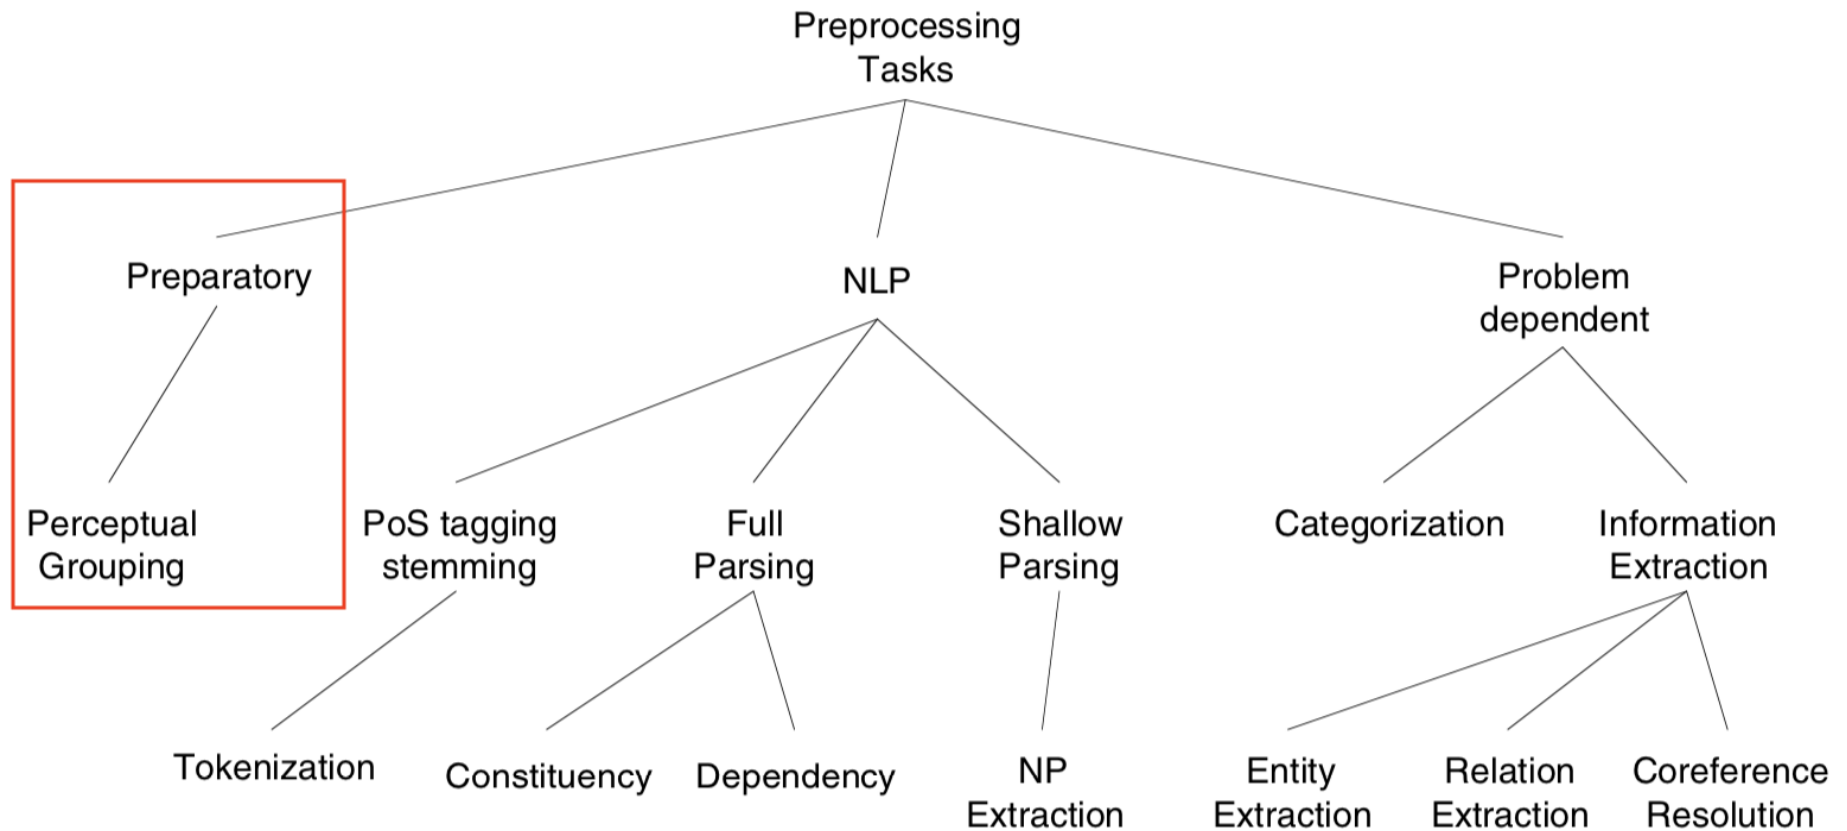 Preprocessing
Tasks
Preparatory
NLP
Problem
dependent
Perceptual
Grouping
PoS tagging
stemming
Full
Parsing
Shallow
Parsing
Categorization
Information
Extraction
Tokenization
Constituency
Dependency
NP
Extraction
Entity
Extraction
Relation
Extraction
Coreference
Resolution